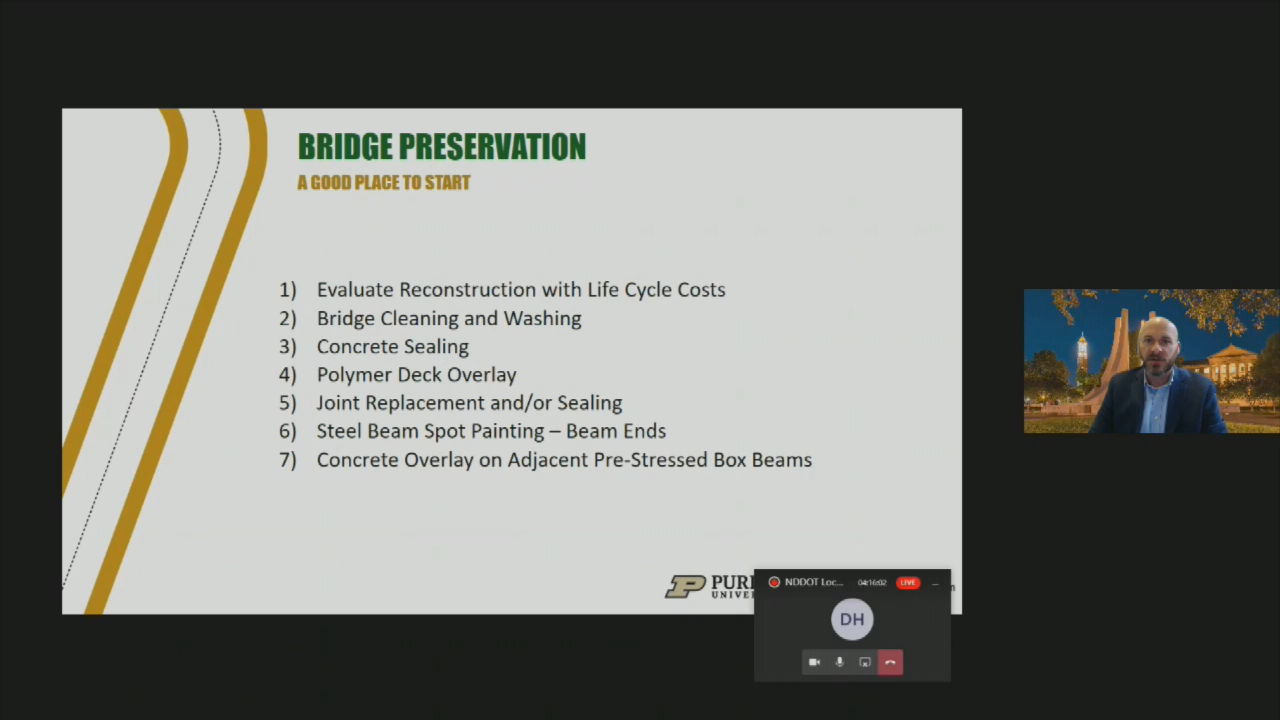 BRIDGE PRESERVATION
A GOOD PLACE TO START
1) Evaluate Reconstruction with Life Cycle Costs
2) Bridge Cleaning and Washing
3) Concrete Sealing
4) Polymer Deck Overlay
5) Joint Replacement and/or Sealing
6) Steel Beam Spot Painting – Beam Ends
7) Concrete Overlay on Adjacent Pre-Stressed Box Beams
NDDOT Loc... 04:16:02 LIVE ...
DH